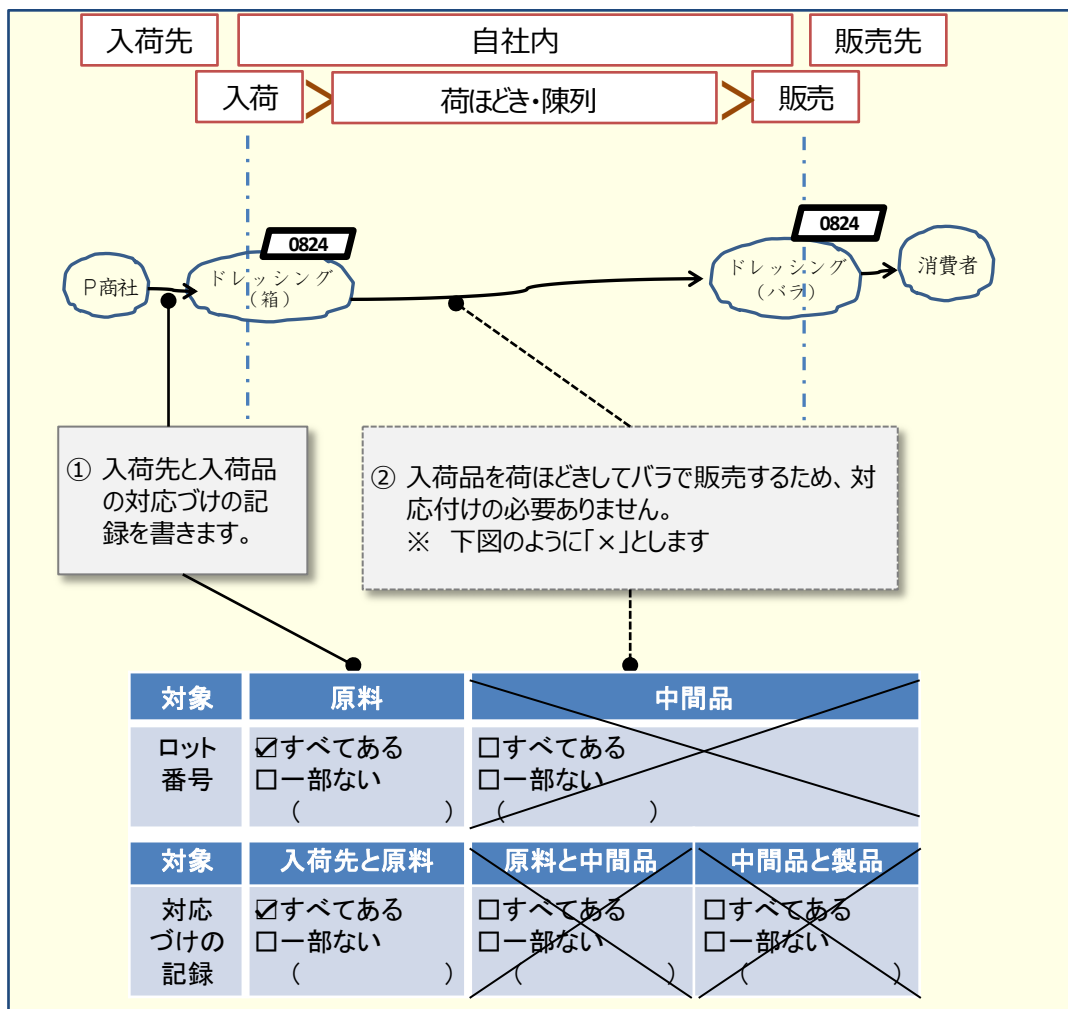 入荷先
自社内
販売先
入荷
荷ほどき・陳列
販売
0824
0824
P商社
ドレッシング
(箱)
ドレッシング
(バラ)
消費者
① 入荷先と入荷品
の対応づけの記
録を書きます。
② 入荷品を荷ほどきしてバラで販売するため、対
応付けの必要ありません。
※ 下図のように「×」とします
対象 原料 中間品
ロット
番号
☑すべてある
□一部ない
( )
□すべてある
□一部ない
( )
対象 入荷先と原料 原料と中間品 中間品と製品
対応
づけの
記録
☑すべてある
□一部ない
( )
□すべてある
□一部ない
( )
□すべてある
□一部ない
( )